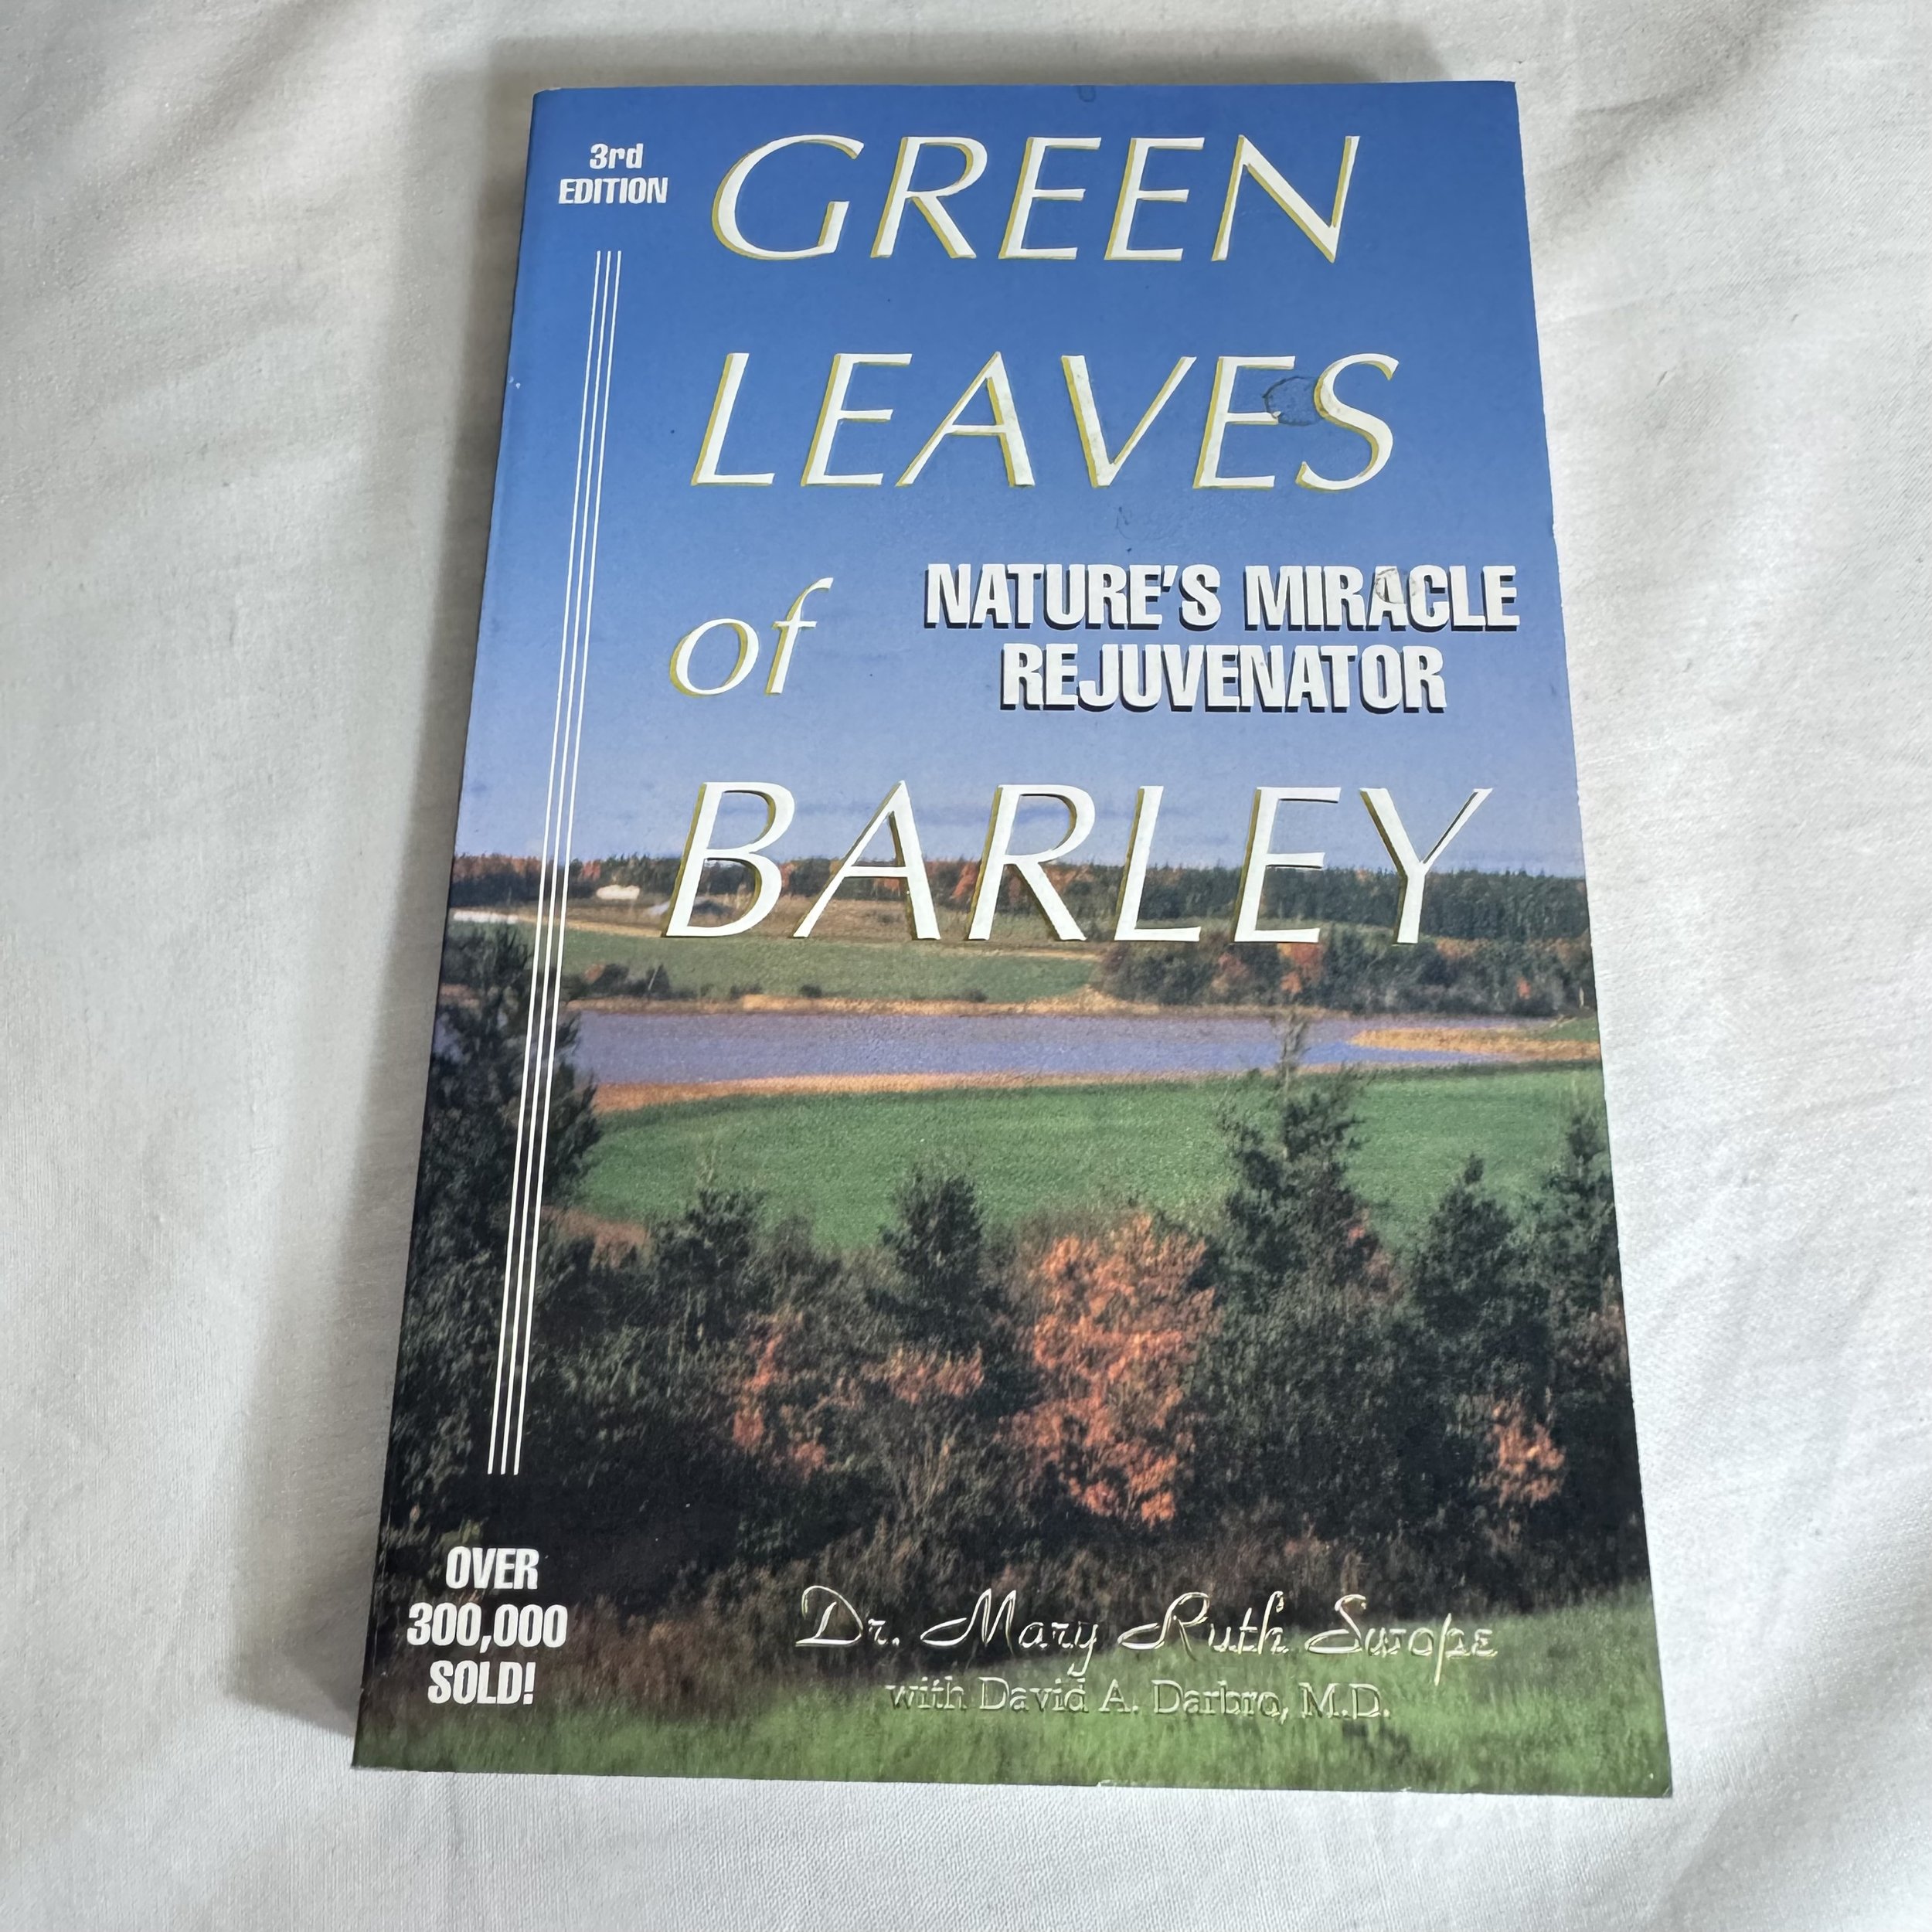 3rd
EDITION
GREEN
LEAVES
of
NATURE'S MIRACLE
REJUVENATOR
BARLEY
OVER
300,000
SOLD!
Dr. Mary Ruth Swope
with David A. Darbro, M.D.